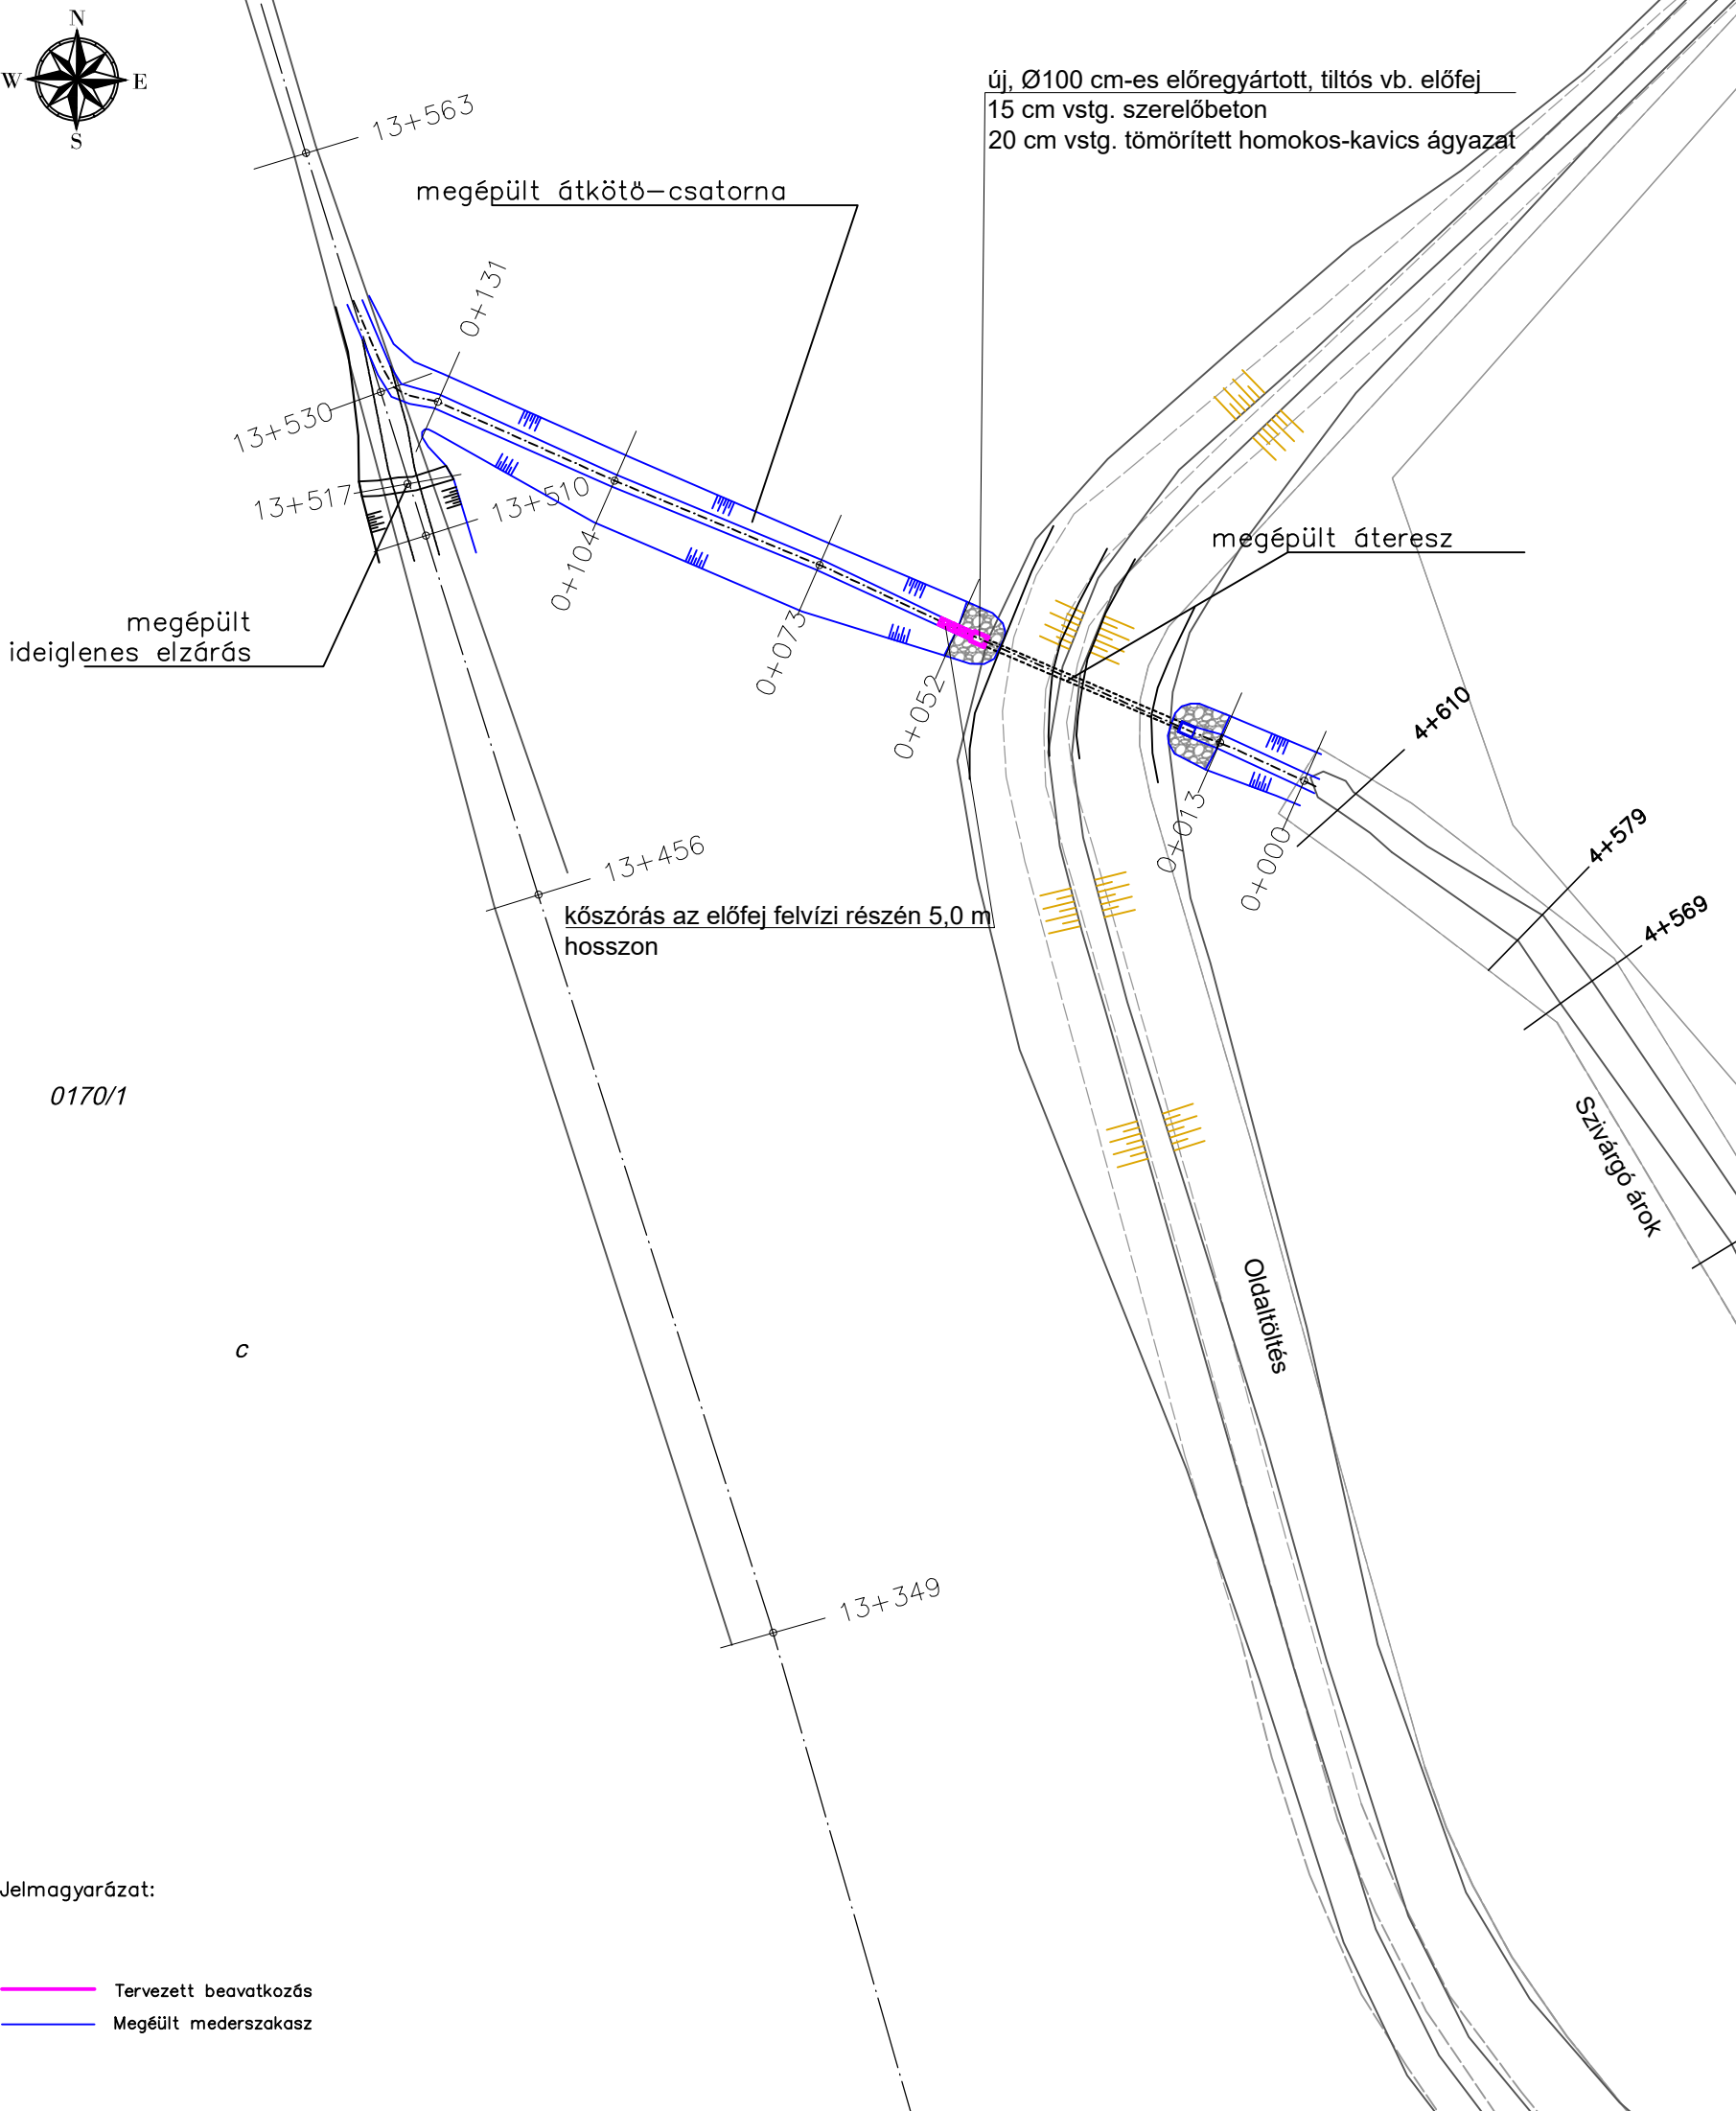 N
W
E
S
új, Ø100 cm-es előregyártott, tiltós vb. előfej
15 cm vstg. szerelőbeton
20 cm vstg. tömörített homokos-kavics ágyazat
13+563
megépült átkötő-csatorna
0+131
13+530
13+517
13+510
0+104
megépült áteresz
megépült
ideiglenes elzárás
0+073
0+052
4+610
0+013
0+000
4+579
13+456
4+569
kőszórás az előfej felvízi részén 5,0 m
hosszon
0170/1
Szivárgó árok
Oldaltöltés
c
13+349
Jelmagyarázat:
Tervezett beavatkozás
Megéült mederszakasz